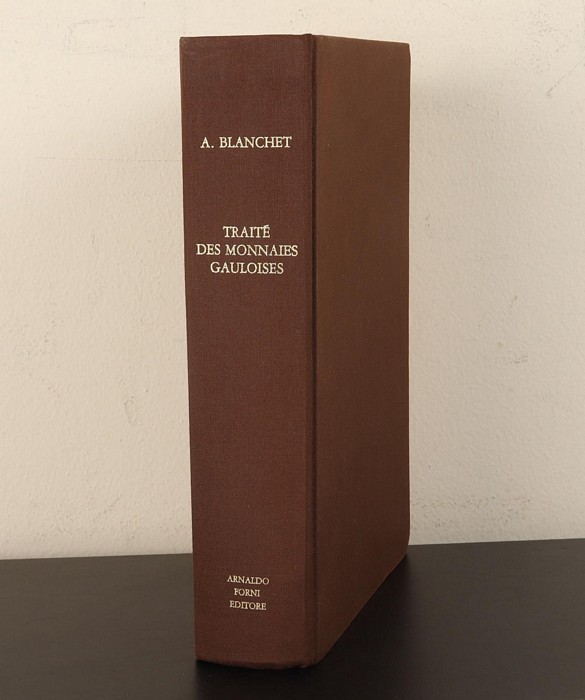 A. BLANCHET
TRAITÉ
DES MONNAIES
GAULOISES
ARNALDO
FORNI
EDITORE